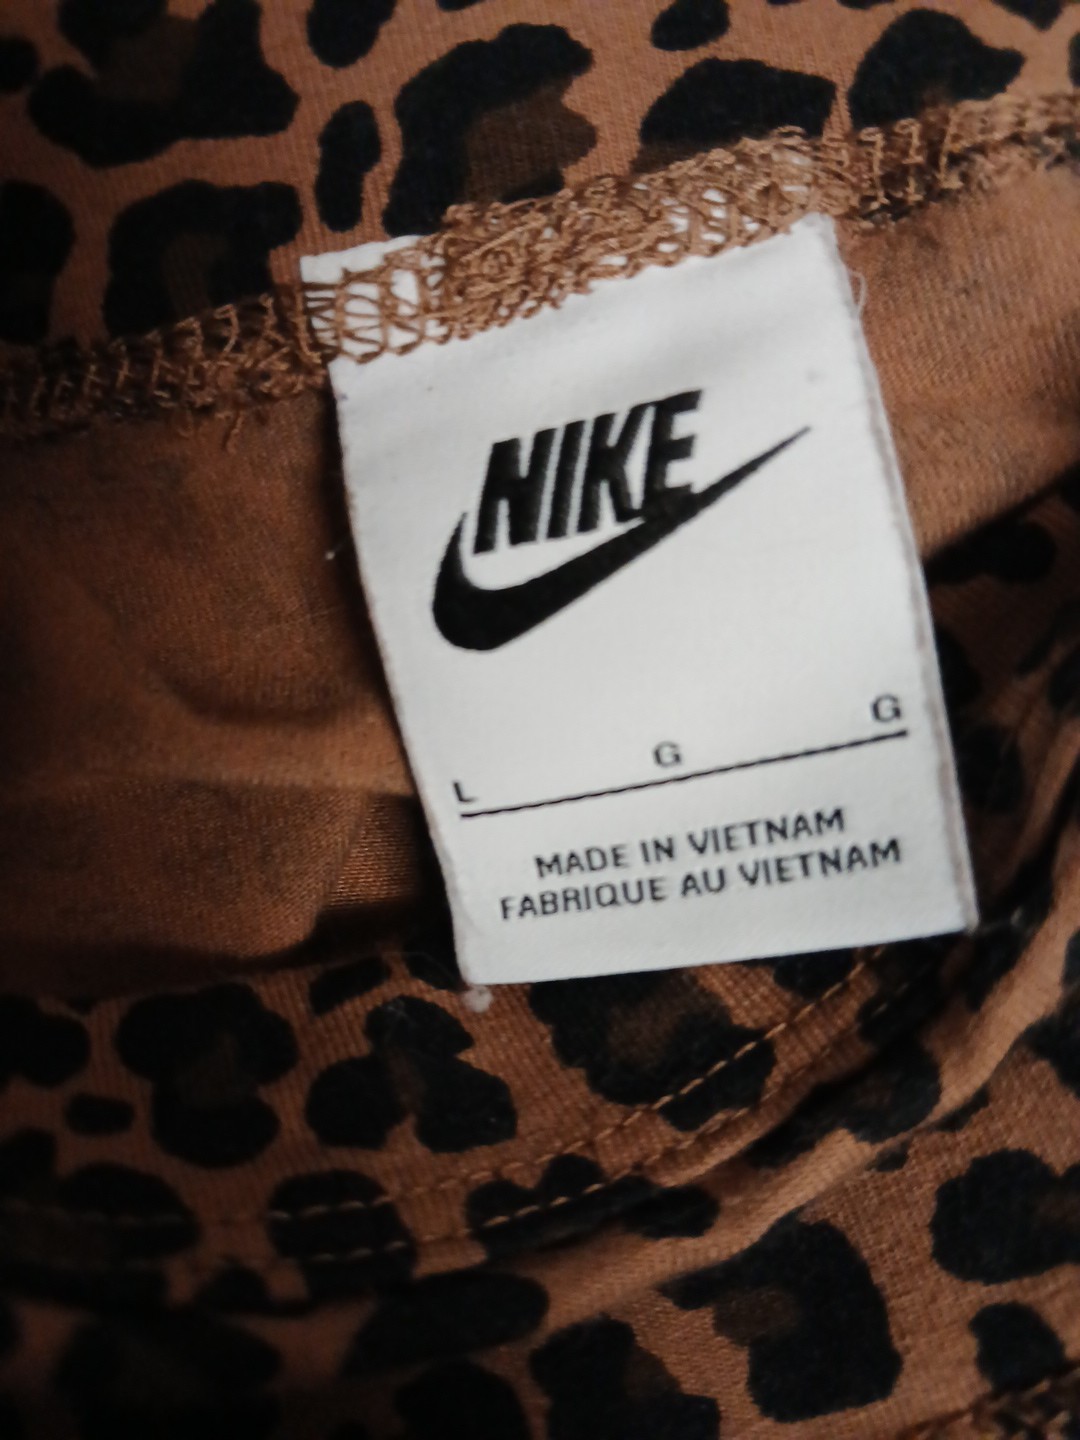 NIKE
L G G
MADE IN VIETNAM
FABRIQUE AU VIETNAM